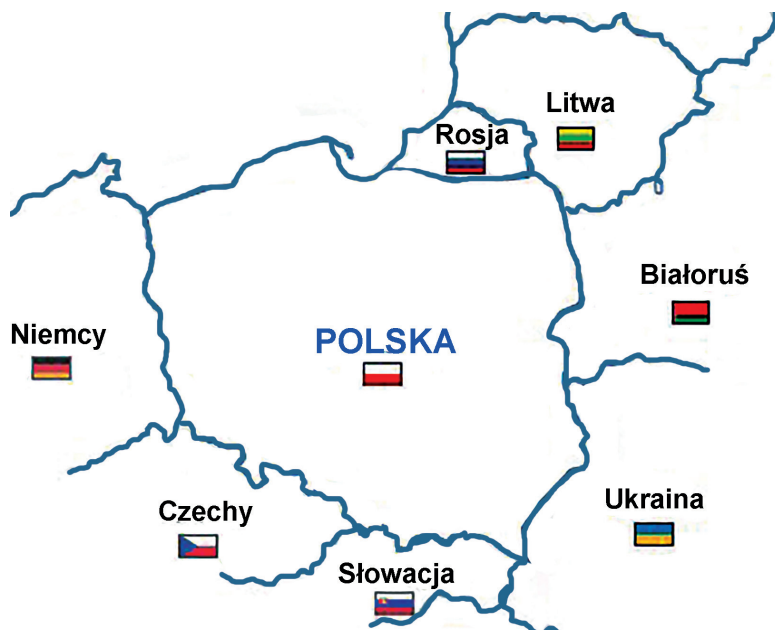 Litwa
Rosja
Białoruś
Niemcy
POLSKA
Ukraina
Czechy
Słowacja